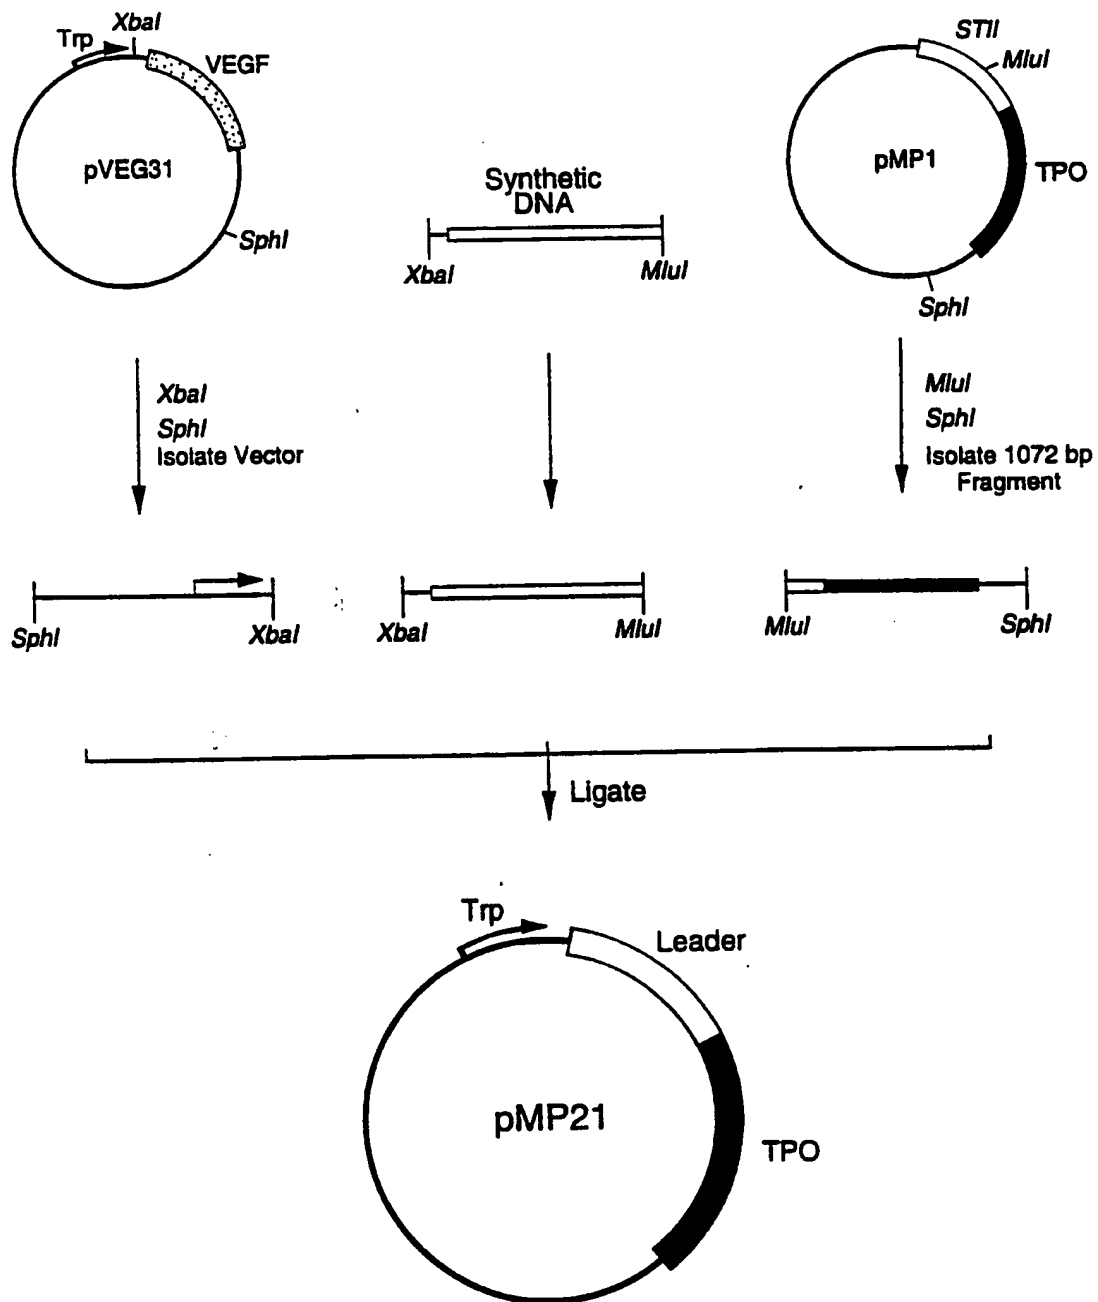 XbaI
Trp
VEGF
pVEG31
SphI
Synthetic
DNA
XbaI
MluI
STII
MluI
pMP1
TPO
SphI
XbaI
SphI
Isolate Vector
MluI
SphI
Isolate 1072 bp
Fragment
SphI
XbaI
XbaI
MluI
MluI
SphI
Ligate
Trp
Leader
pMP21
TPO